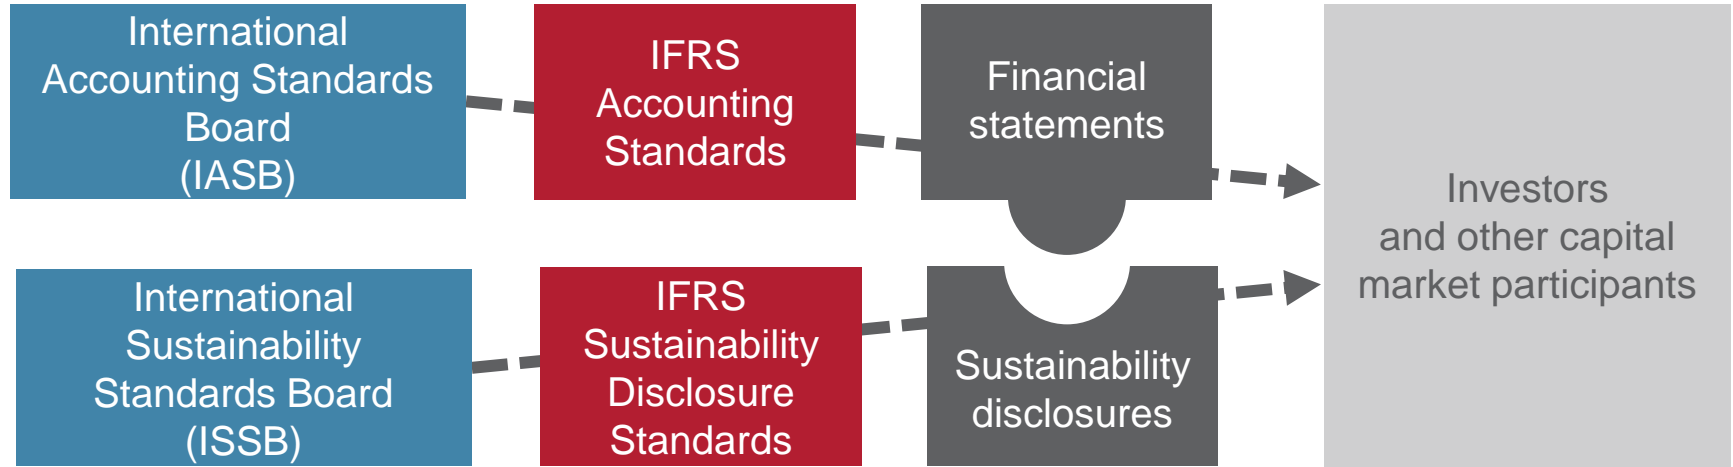 International
Accounting Standards
Board
(IASB)
IFRS
Accounting
Standards
Financial
statements
Investors
and other capital
market participants
International
Sustainability
Standards Board
(ISSB)
IFRS
Sustainability
Disclosure
Standards
Sustainability
disclosures